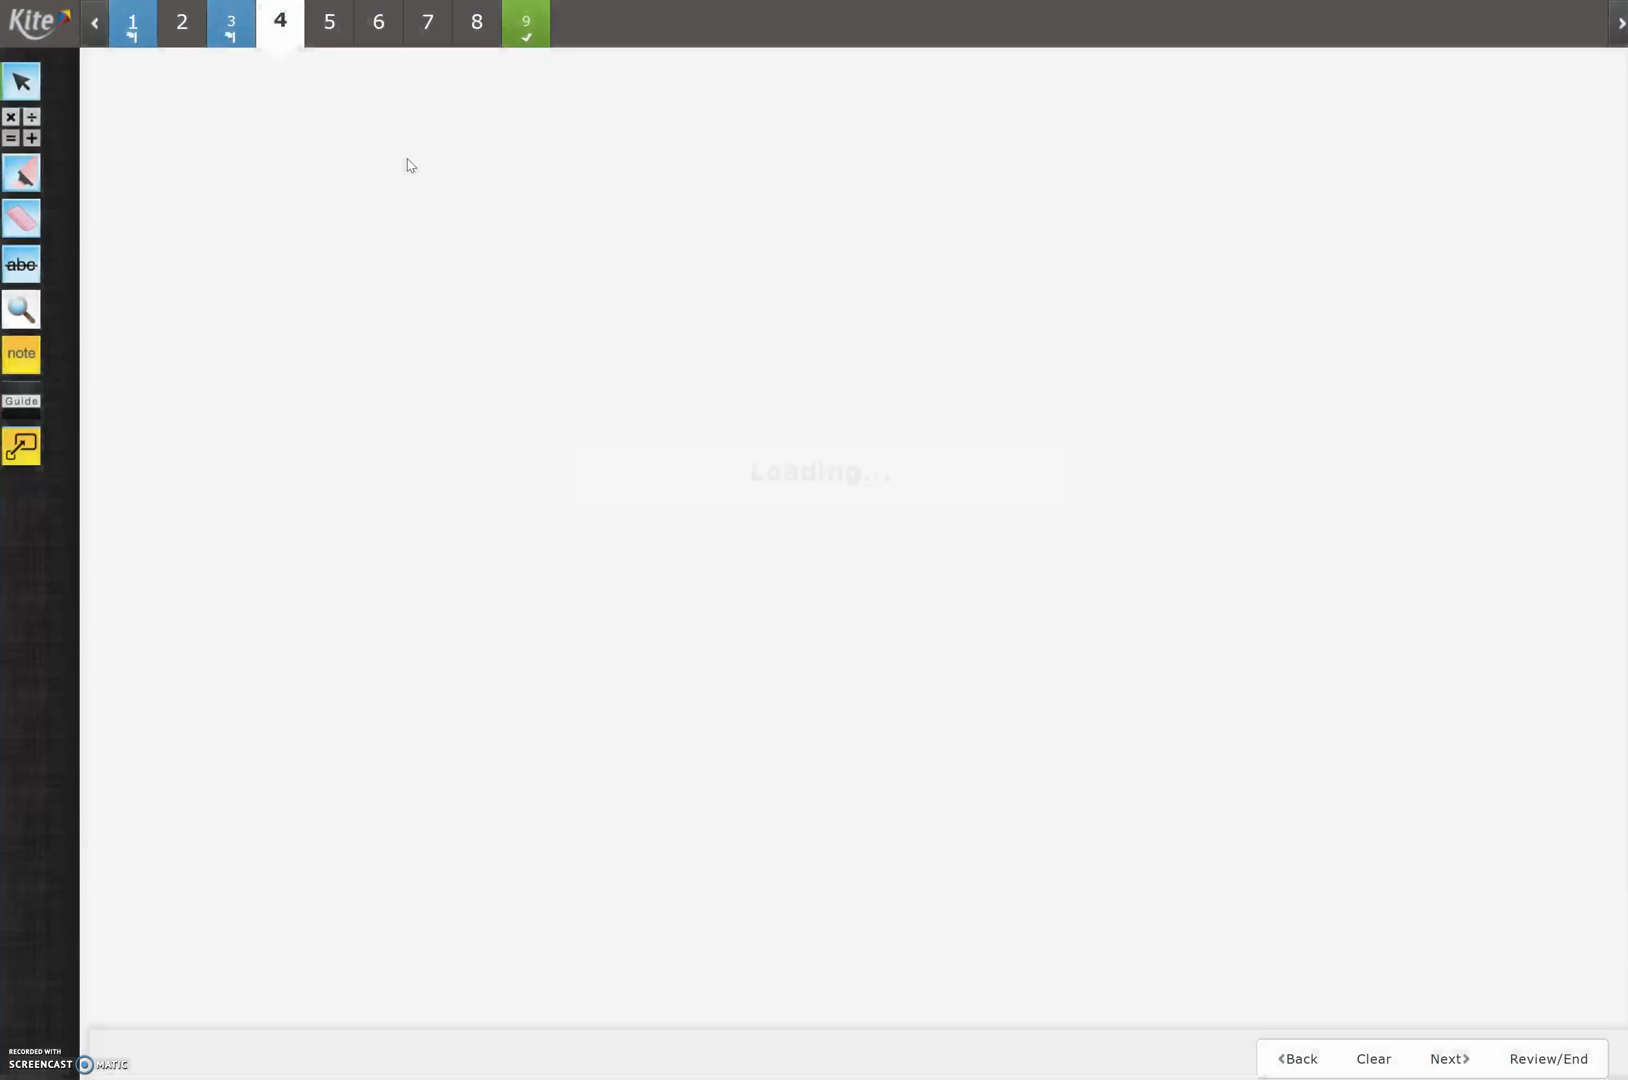 Kite
1 2 3 4 5 6 7 8 9
× ÷
= +
abc
note
Guide
Loading...
RECORDED WITH
SCREENCAST MATIC
Back Clear Next Review/End